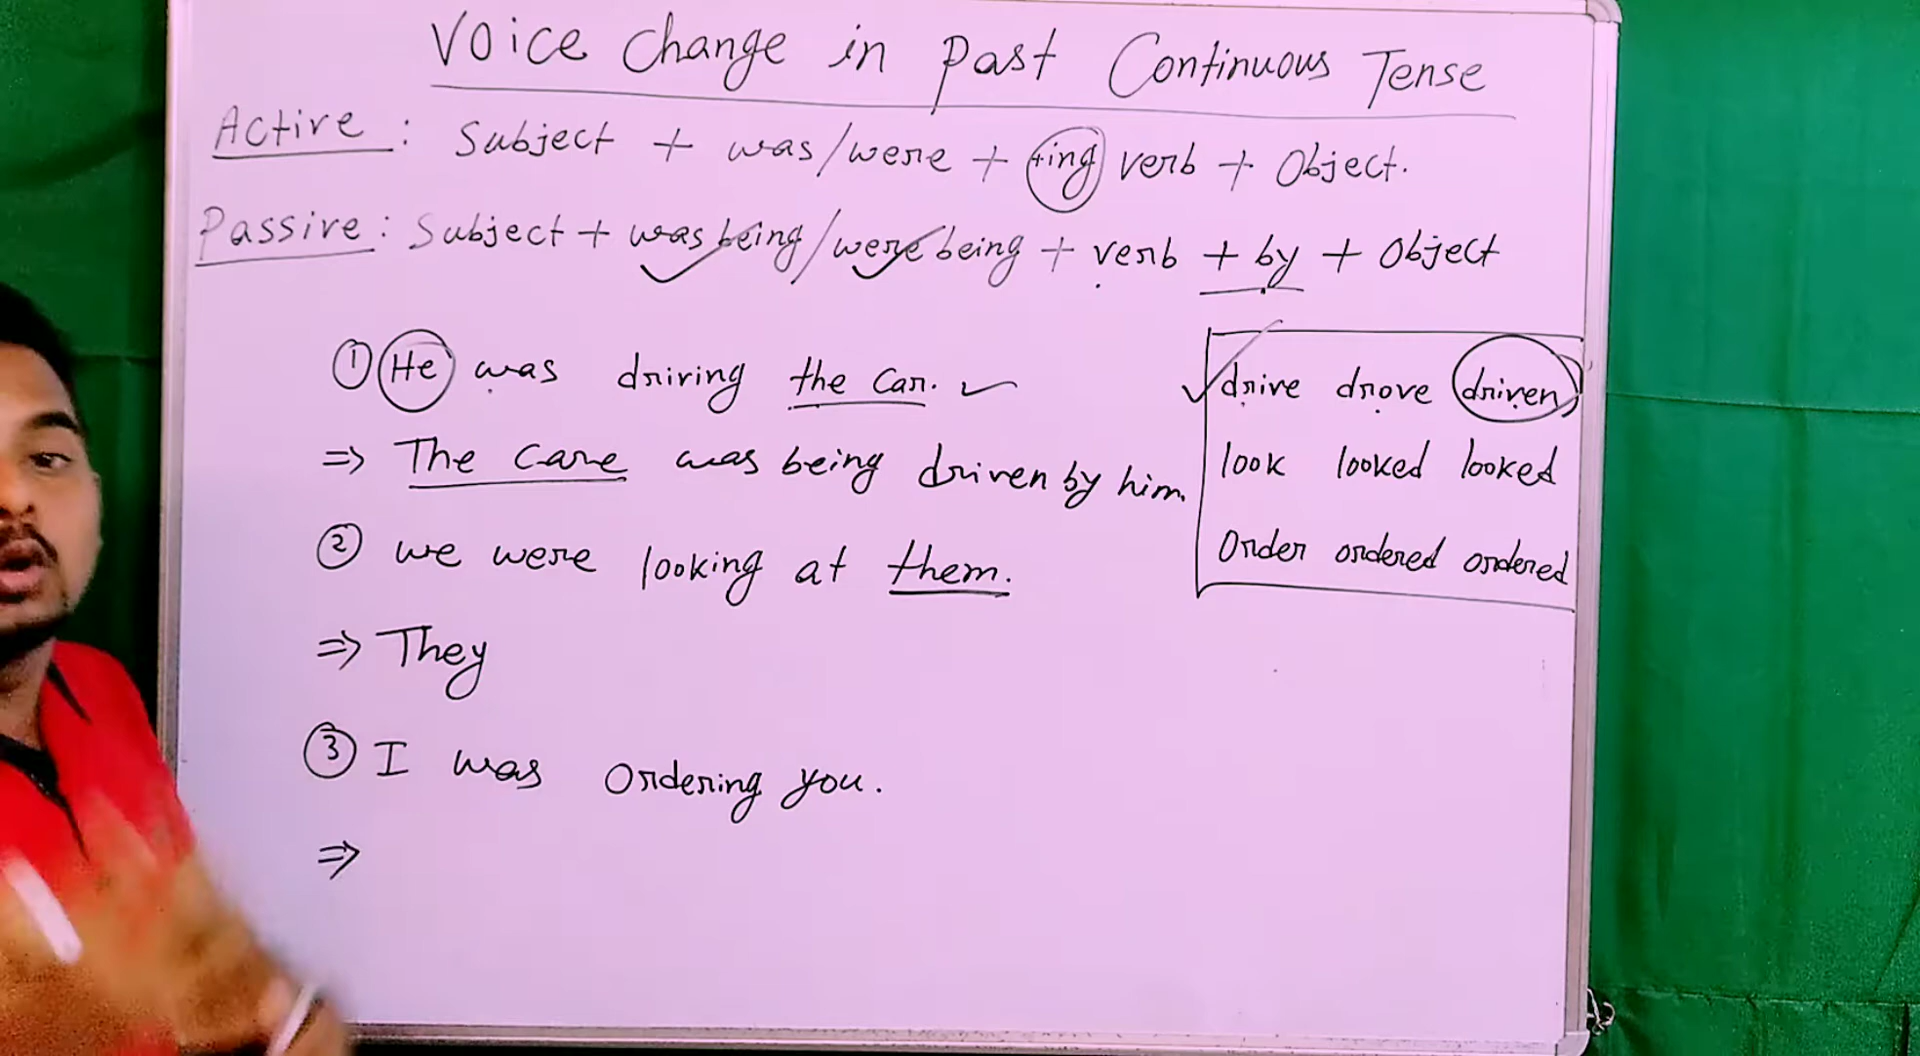 Voice Change in Past Continuous Tense
Active : Subject + was/were + +ing verb + Object.
Passive : Subject + was being/were being + verb + by + Object
① He was driving the car.
⇒ The care was being driven by him.
② we were looking at them.
⇒ They
③ I was ordering you.
⇒
drive drove driven
look looked looked
Order ordered ordered